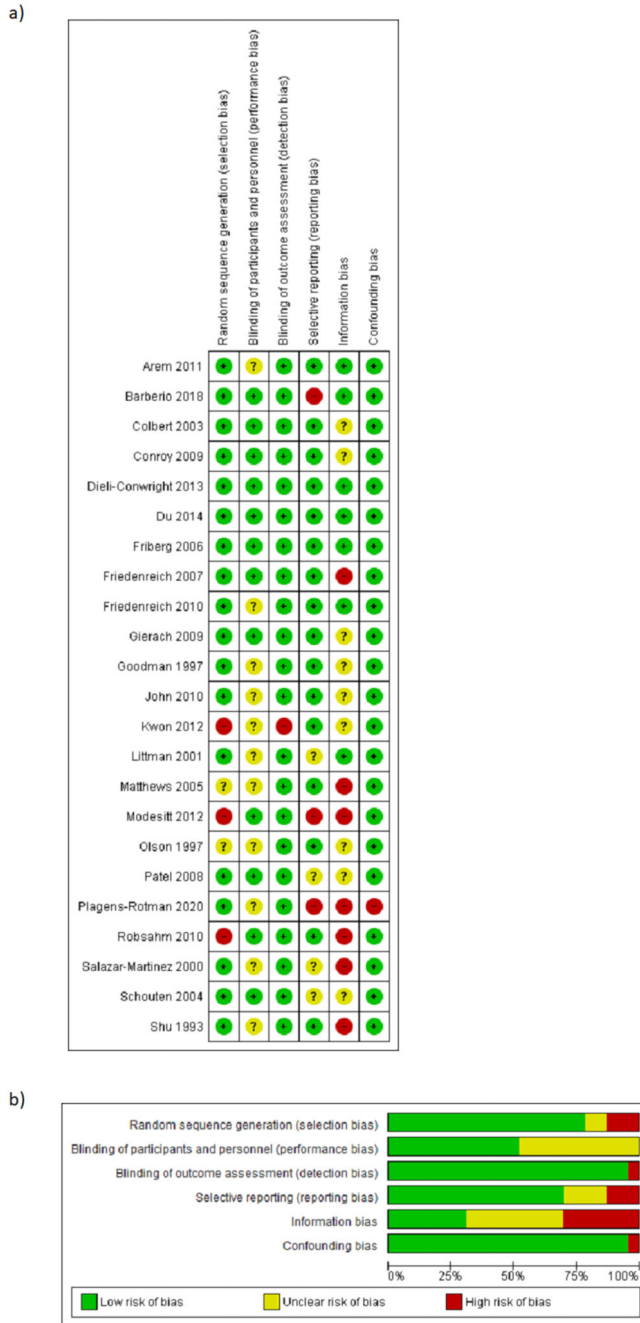 a)
Random sequence generation (selection bias)
Blinding of participants and personnel (performance bias)
Blinding of outcome assessment (detection bias)
Selective reporting (reporting bias)
Information bias
Confounding bias
Arem 2011 + ? + + + +
Barberio 2018 + + + - + +
Colbert 2003 + + + + ? +
Conroy 2009 + + + + ? +
Dieli-Conwright 2013 + + + + + +
Du 2014 + + + + + +
Friberg 2006 + + + + + +
Friedenreich 2007 + + + + - +
Friedenreich 2010 + ? + + + +
Gierach 2009 + + + + ? +
Goodman 1997 + ? + + ? +
John 2010 + ? + + ? +
Kwon 2012 - ? - + ? +
Littman 2001 + ? + ? + +
Matthews 2005 ? ? + + - +
Modesitt 2012 - + + - - +
Olson 1997 ? ? + + ? +
Patel 2008 + + + ? ? +
Plagens-Rotman 2020 + ? + - - -
Robsahm 2010 - + + + - +
Salazar-Martinez 2000 + ? + ? - +
Schouten 2004 + + + ? ? +
Shu 1993 + ? + + - +
b)
Random sequence generation (selection bias)
Blinding of participants and personnel (performance bias)
Blinding of outcome assessment (detection bias)
Selective reporting (reporting bias)
Information bias
Confounding bias
0% 25% 50% 75% 100%
Low risk of bias Unclear risk of bias High risk of bias